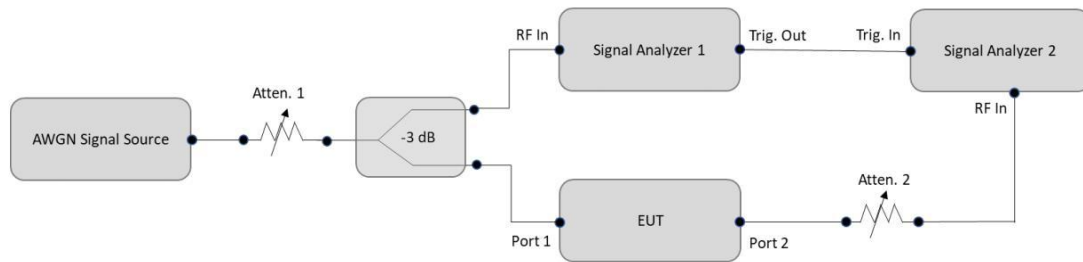 RF In
Signal Analyzer 1
Trig. Out
Trig. In
Signal Analyzer 2
RF In
AWGN Signal Source
Atten. 1
-3 dB
Port 1
EUT
Port 2
Atten. 2